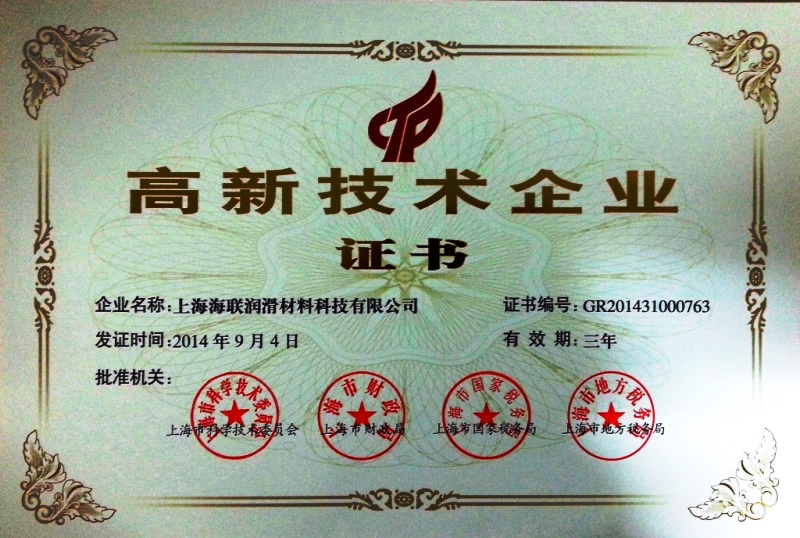 高新技术企业
证书
企业名称：上海海联润滑材料科技有限公司 证书编号：GR201431000763
发证时间：2014 年 9 月 4 日 有 效 期：三年
批准机关：
上海市科学技术委员会 上海市财政局 上海市国家税务局 上海市地方税务局